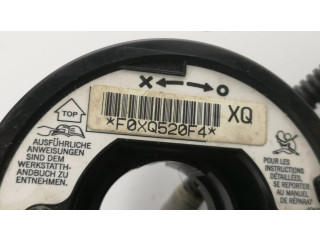 XQ
*F0XQ520F4*
TOP
AUSFÜHRLICHE
ANWEISUNGEN
SIND DEM
WERKSTATT-
HANDBUCH ZU
ENTNEHMEN.
POUR LES
INSTRUCTIONS
DÉTAILLÉES,
SE REPORTER
AU MANUEL
DE RÉPARAT